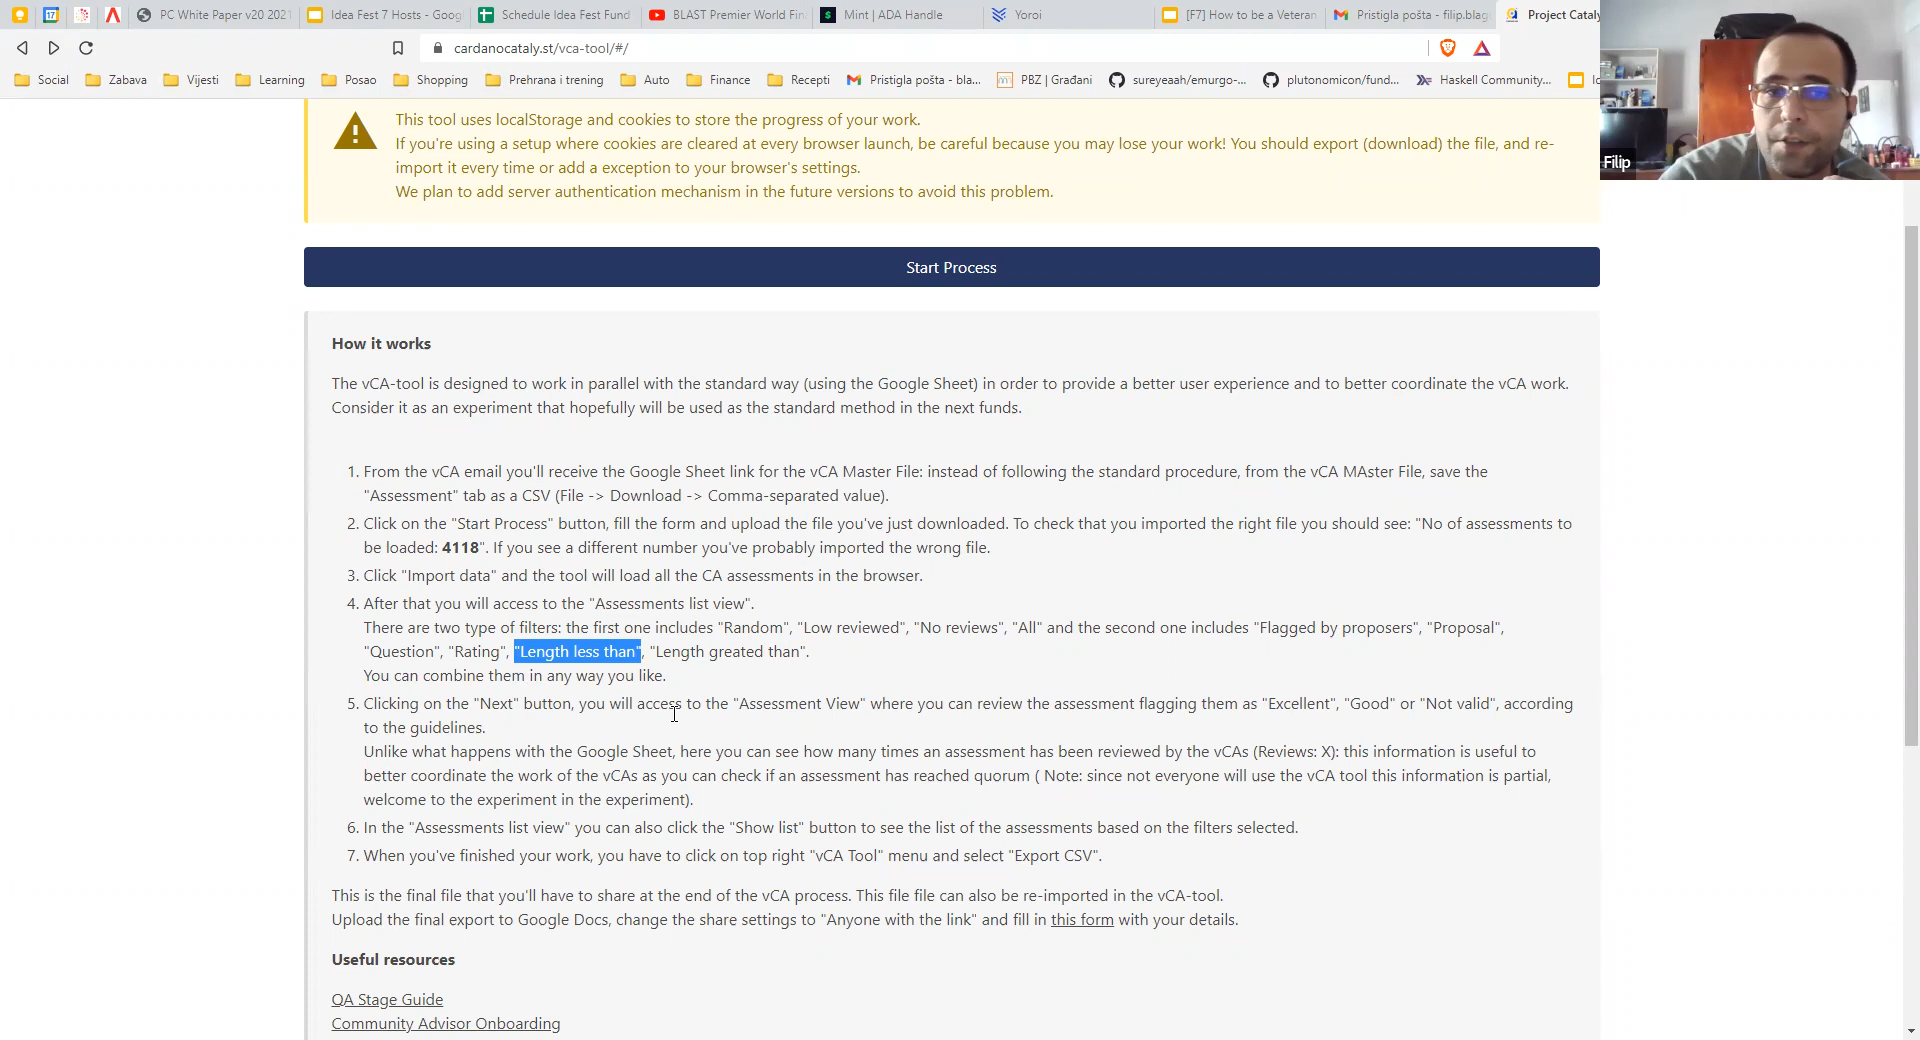 PC White Paper v20 2021
Idea Fest 7 Hosts - Goog
Schedule Idea Fest Fund
BLAST Premier World Fin
$ Mint | ADA Handle
Yoroi
[F7] How to be a Veteran
Pristigla pošta - filip.blag
Project Cataly
17
cardanocataly.st/vca-tool/#/
Social
Zabava
Vijesti
Learning
Posao
Shopping
Prehrana i trening
Auto
Finance
Recepti
Pristigla pošta - bla...
PBZ | Građani
sureyeaah/emurgo-...
plutonomicon/fund...
Haskell Community...
Filip
This tool uses localStorage and cookies to store the progress of your work.
If you're using a setup where cookies are cleared at every browser launch, be careful because you may lose your work! You should export (download) the file, and re-
import it every time or add a exception to your browser's settings.
We plan to add server authentication mechanism in the future versions to avoid this problem.
Start Process
How it works
The vCA-tool is designed to work in parallel with the standard way (using the Google Sheet) in order to provide a better user experience and to better coordinate the vCA work.
Consider it as an experiment that hopefully will be used as the standard method in the next funds.
1. From the vCA email you'll receive the Google Sheet link for the vCA Master File: instead of following the standard procedure, from the vCA MAster File, save the
"Assessment" tab as a CSV (File -> Download -> Comma-separated value).
2. Click on the "Start Process" button, fill the form and upload the file you've just downloaded. To check that you imported the right file you should see: "No of assessments to
be loaded: 4118". If you see a different number you've probably imported the wrong file.
3. Click "Import data" and the tool will load all the CA assessments in the browser.
4. After that you will access to the "Assessments list view".
There are two type of filters: the first one includes "Random", "Low reviewed", "No reviews", "All" and the second one includes "Flagged by proposers", "Proposal",
"Question", "Rating", "Length less than", "Length greated than".
You can combine them in any way you like.
5. Clicking on the "Next" button, you will access to the "Assessment View" where you can review the assessment flagging them as "Excellent", "Good" or "Not valid", according
to the guidelines.
Unlike what happens with the Google Sheet, here you can see how many times an assessment has been reviewed by the vCAs (Reviews: X): this information is useful to
better coordinate the work of the vCAs as you can check if an assessment has reached quorum ( Note: since not everyone will use the vCA tool this information is partial,
welcome to the experiment in the experiment).
6. In the "Assessments list view" you can also click the "Show list" button to see the list of the assessments based on the filters selected.
7. When you've finished your work, you have to click on top right "vCA Tool" menu and select "Export CSV".
This is the final file that you'll have to share at the end of the vCA process. This file file can also be re-imported in the vCA-tool.
Upload the final export to Google Docs, change the share settings to "Anyone with the link" and fill in this form with your details.
Useful resources
QA Stage Guide
Community Advisor Onboarding